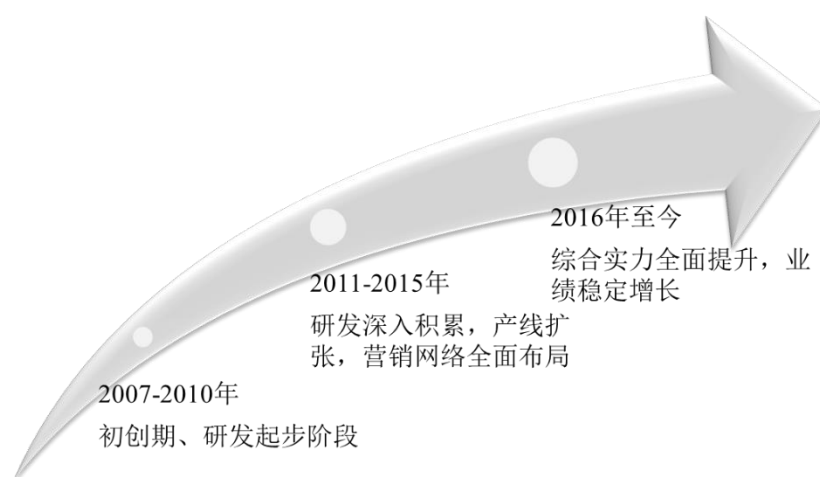 2016年至今
综合实力全面提升，业
绩稳定增长
2011-2015年
研发深入积累，产线扩
张，营销网络全面布局
2007-2010年
初创期、研发起步阶段